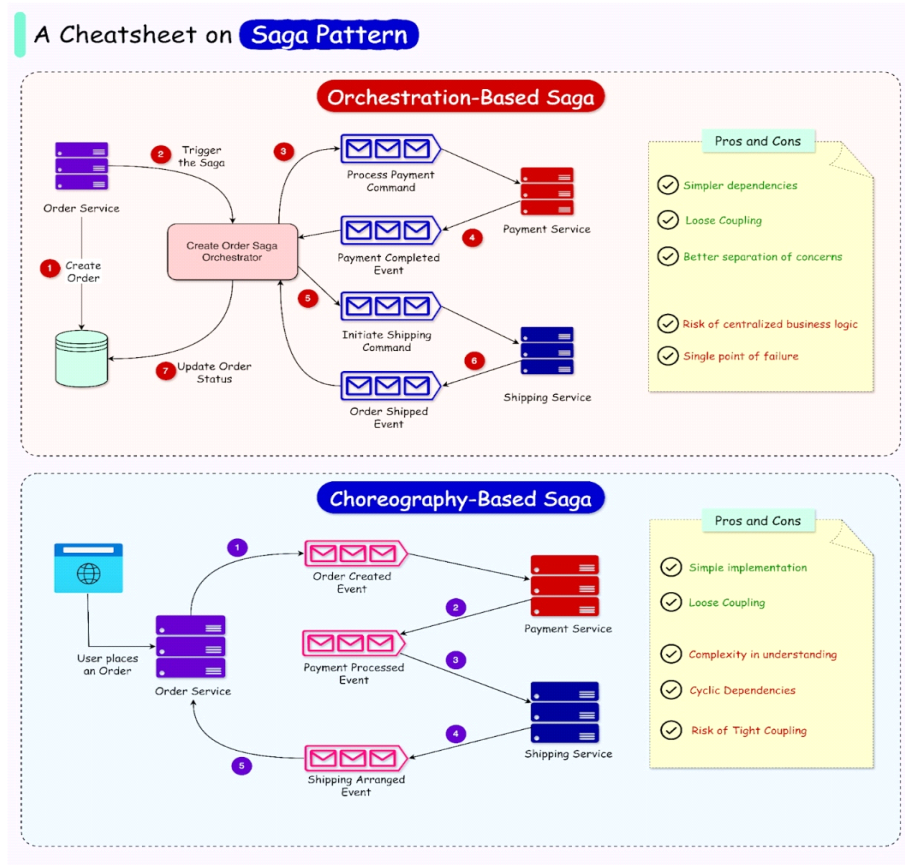 A Cheatsheet on Saga Pattern
Orchestration-Based Saga
Order Service
2
Trigger
the Saga
1
Create
Order
Create Order Saga
Orchestrator
3
Process Payment
Command
Payment Service
4
Payment Completed
Event
5
Initiate Shipping
Command
Shipping Service
6
Order Shipped
Event
7
Update Order
Status
Pros and Cons
Simpler dependencies
Loose Coupling
Better separation of concerns
Risk of centralized business logic
Single point of failure
Choreography-Based Saga
User places
an Order
Order Service
1
Order Created
Event
Payment Service
2
Payment Processed
Event
3
Shipping Service
4
Shipping Arranged
Event
5
Pros and Cons
Simple implementation
Loose Coupling
Complexity in understanding
Cyclic Dependencies
Risk of Tight Coupling